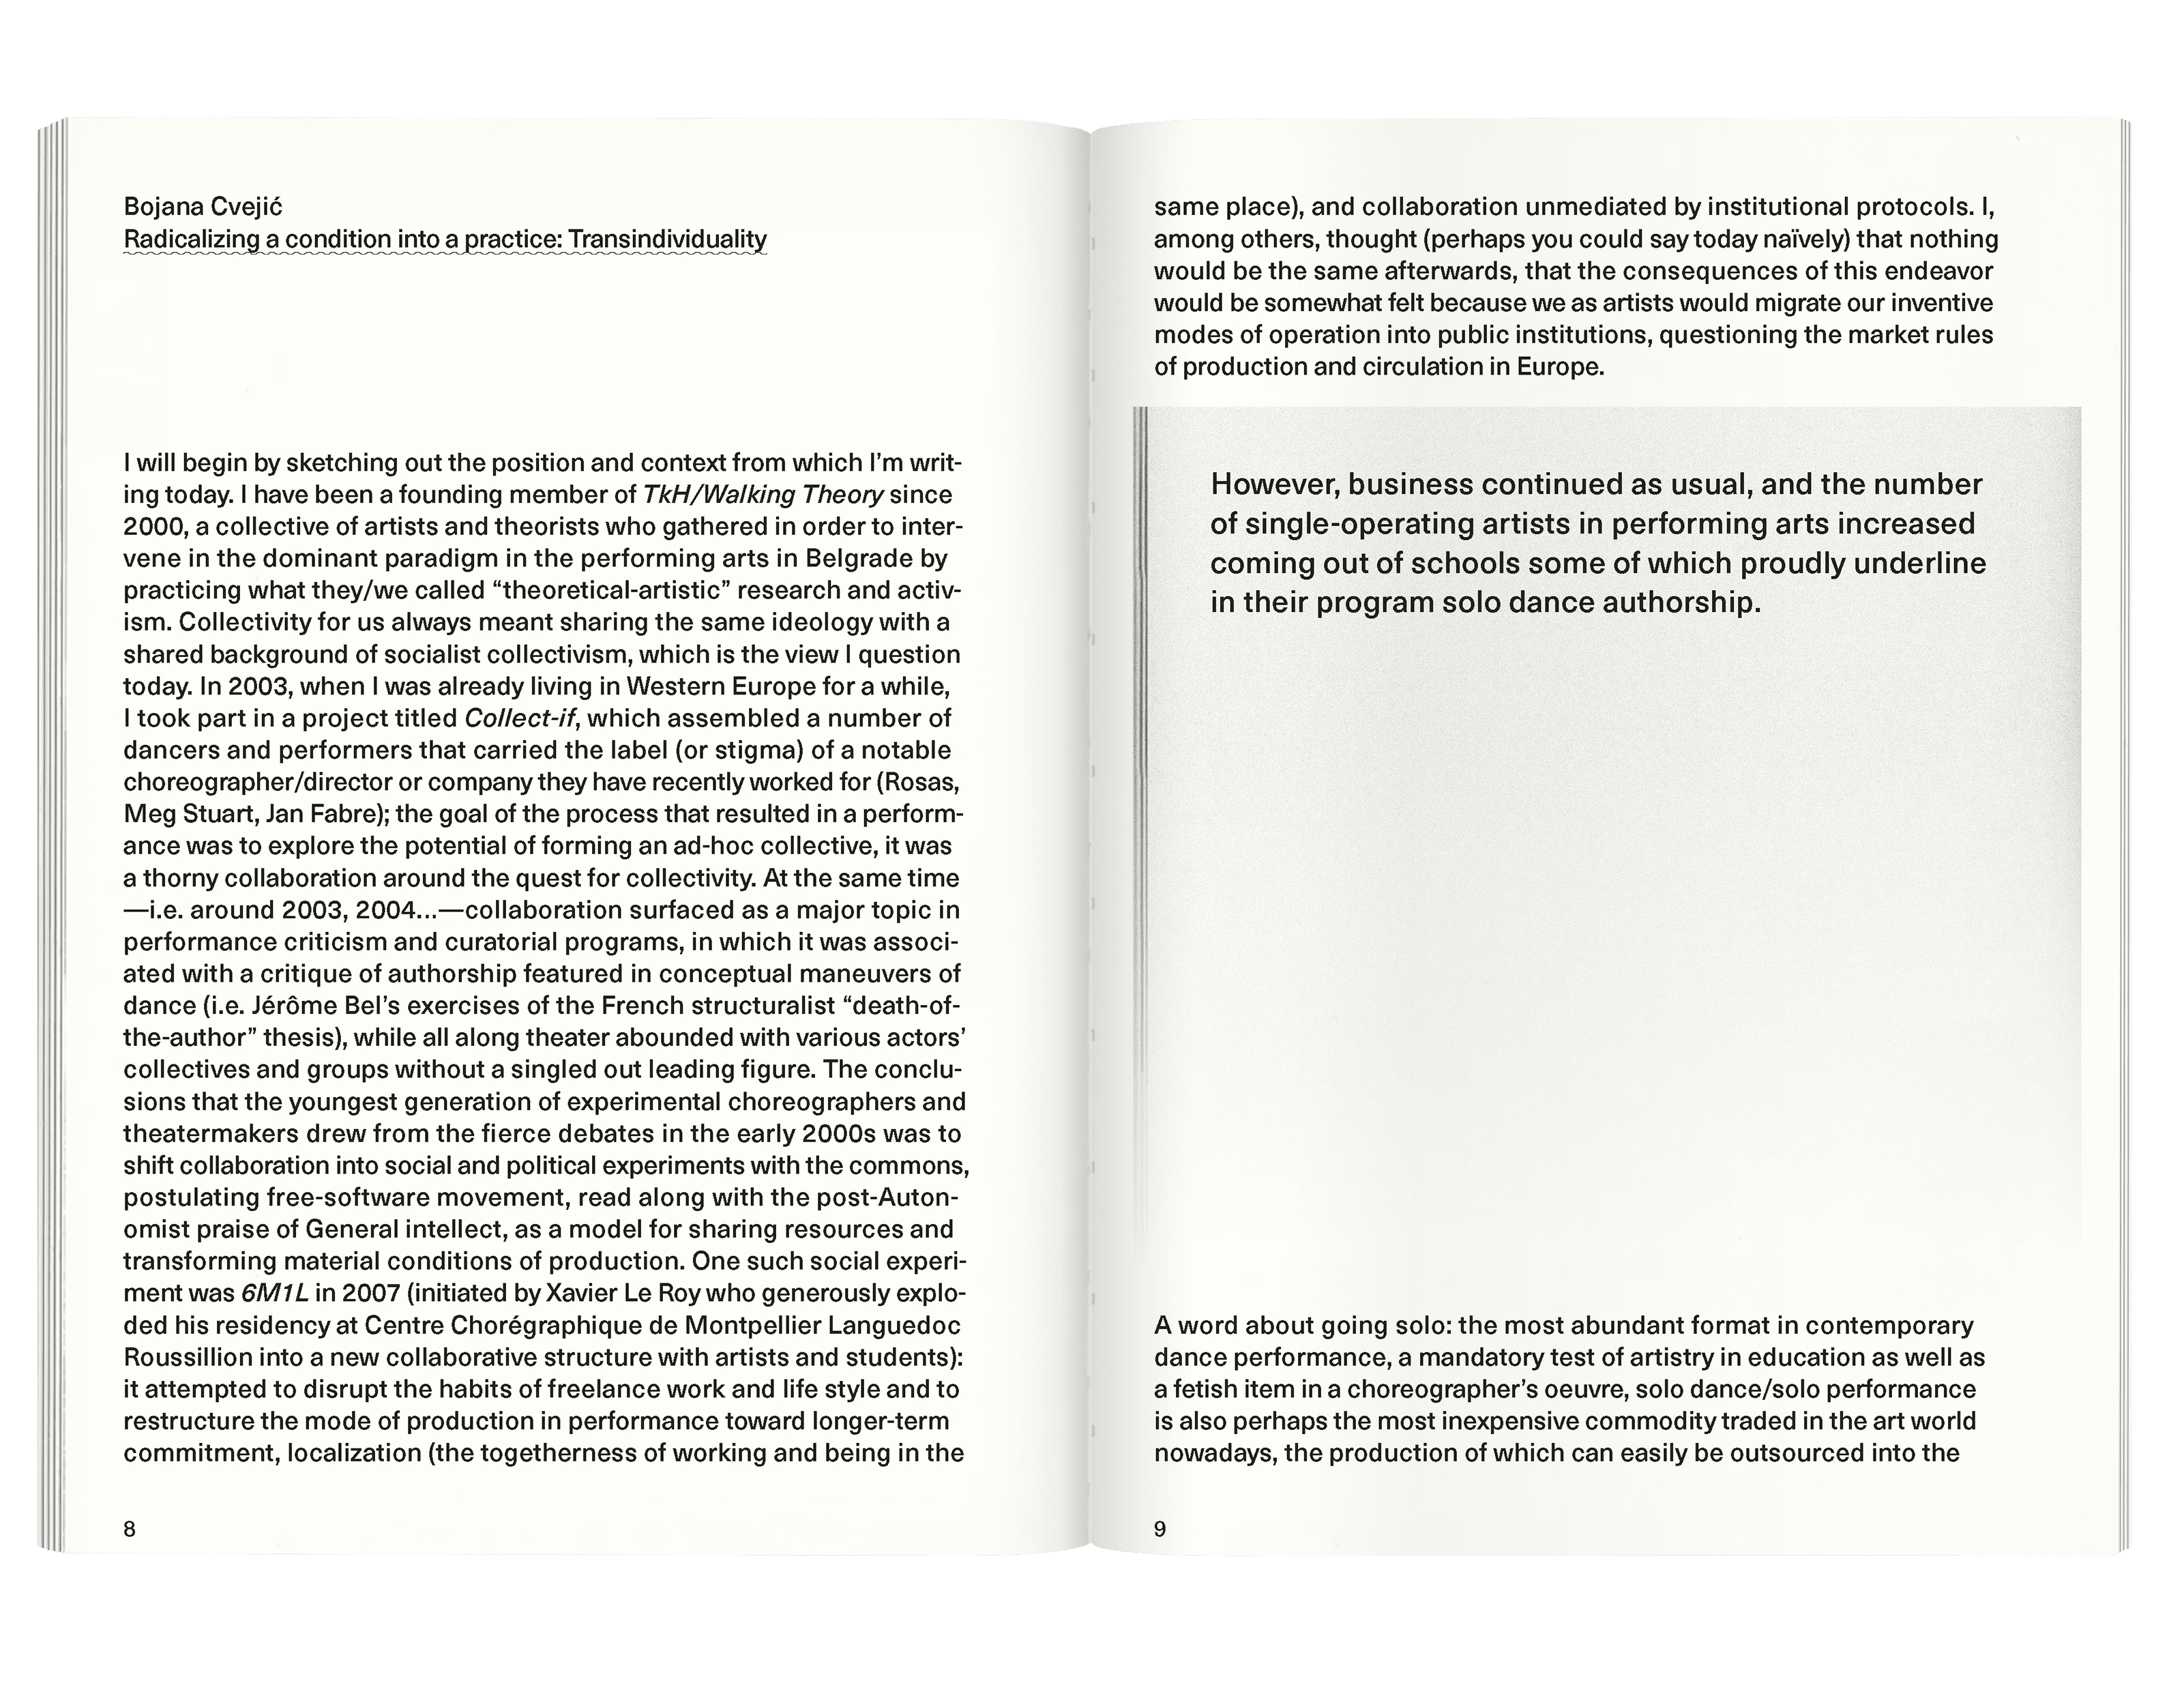 Bojana Cvejić
Radicalizing a condition into a practice: Transindividuality
I will begin by sketching out the position and context from which I’m writ-
ing today. I have been a founding member of TkH/Walking Theory since
2000, a collective of artists and theorists who gathered in order to inter-
vene in the dominant paradigm in the performing arts in Belgrade by
practicing what they/we called “theoretical-artistic” research and activ-
ism. Collectivity for us always meant sharing the same ideology with a
shared background of socialist collectivism, which is the view I question
today. In 2003, when I was already living in Western Europe for a while,
I took part in a project titled Collect-if, which assembled a number of
dancers and performers that carried the label (or stigma) of a notable
choreographer/director or company they have recently worked for (Rosas,
Meg Stuart, Jan Fabre); the goal of the process that resulted in a perform-
ance was to explore the potential of forming an ad-hoc collective, it was
a thorny collaboration around the quest for collectivity. At the same time
—i.e. around 2003, 2004...—collaboration surfaced as a major topic in
performance criticism and curatorial programs, in which it was associ-
ated with a critique of authorship featured in conceptual maneuvers of
dance (i.e. Jérôme Bel’s exercises of the French structuralist “death-of-
the-author” thesis), while all along theater abounded with various actors’
collectives and groups without a singled out leading figure. The conclu-
sions that the youngest generation of experimental choreographers and
theatermakers drew from the fierce debates in the early 2000s was to
shift collaboration into social and political experiments with the commons,
postulating free-software movement, read along with the post-Auton-
omist praise of General intellect, as a model for sharing resources and
transforming material conditions of production. One such social experi-
ment was 6M1L in 2007 (initiated by Xavier Le Roy who generously explo-
ded his residency at Centre Chorégraphique de Montpellier Languedoc
Roussillion into a new collaborative structure with artists and students):
it attempted to disrupt the habits of freelance work and life style and to
restructure the mode of production in performance toward longer-term
commitment, localization (the togetherness of working and being in the
8
same place), and collaboration unmediated by institutional protocols. I,
among others, thought (perhaps you could say today naïvely) that nothing
would be the same afterwards, that the consequences of this endeavor
would be somewhat felt because we as artists would migrate our inventive
modes of operation into public institutions, questioning the market rules
of production and circulation in Europe.
However, business continued as usual, and the number
of single-operating artists in performing arts increased
coming out of schools some of which proudly underline
in their program solo dance authorship.
A word about going solo: the most abundant format in contemporary
dance performance, a mandatory test of artistry in education as well as
a fetish item in a choreographer’s oeuvre, solo dance/solo performance
is also perhaps the most inexpensive commodity traded in the art world
nowadays, the production of which can easily be outsourced into the
9